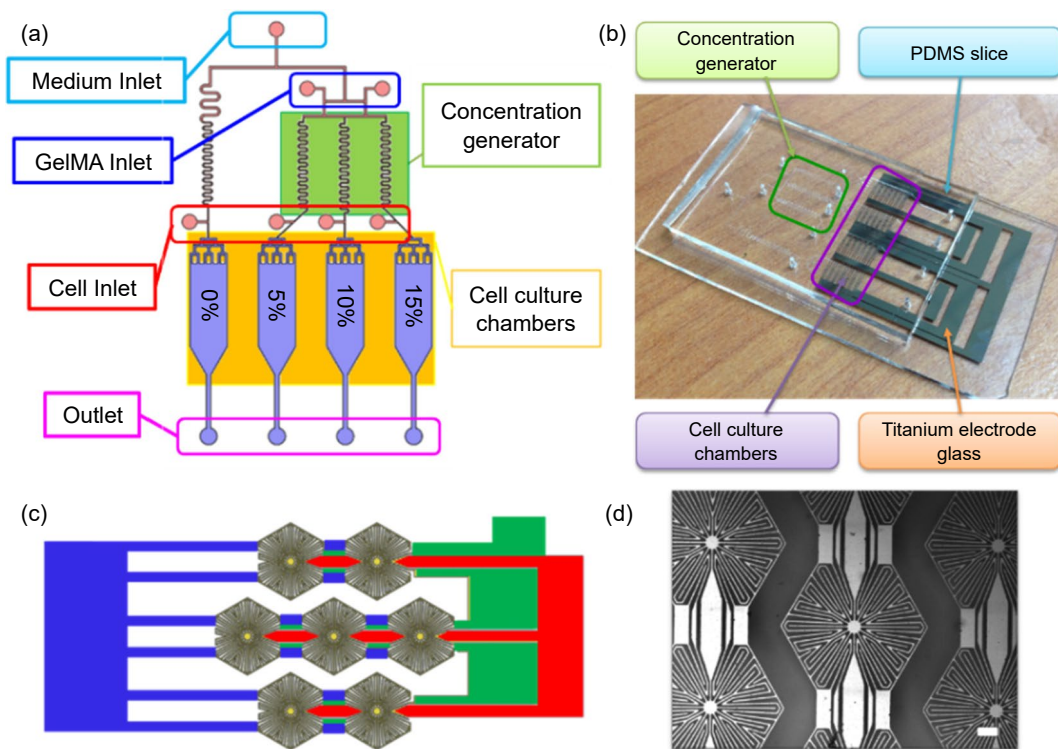 (a)
Medium Inlet
GelMA Inlet
Concentration
generator
Cell Inlet
0%
5%
10%
15%
Cell culture
chambers
Outlet
(b)
Concentration
generator
PDMS slice
Cell culture
chambers
Titanium electrode
glass
(c)
(d)